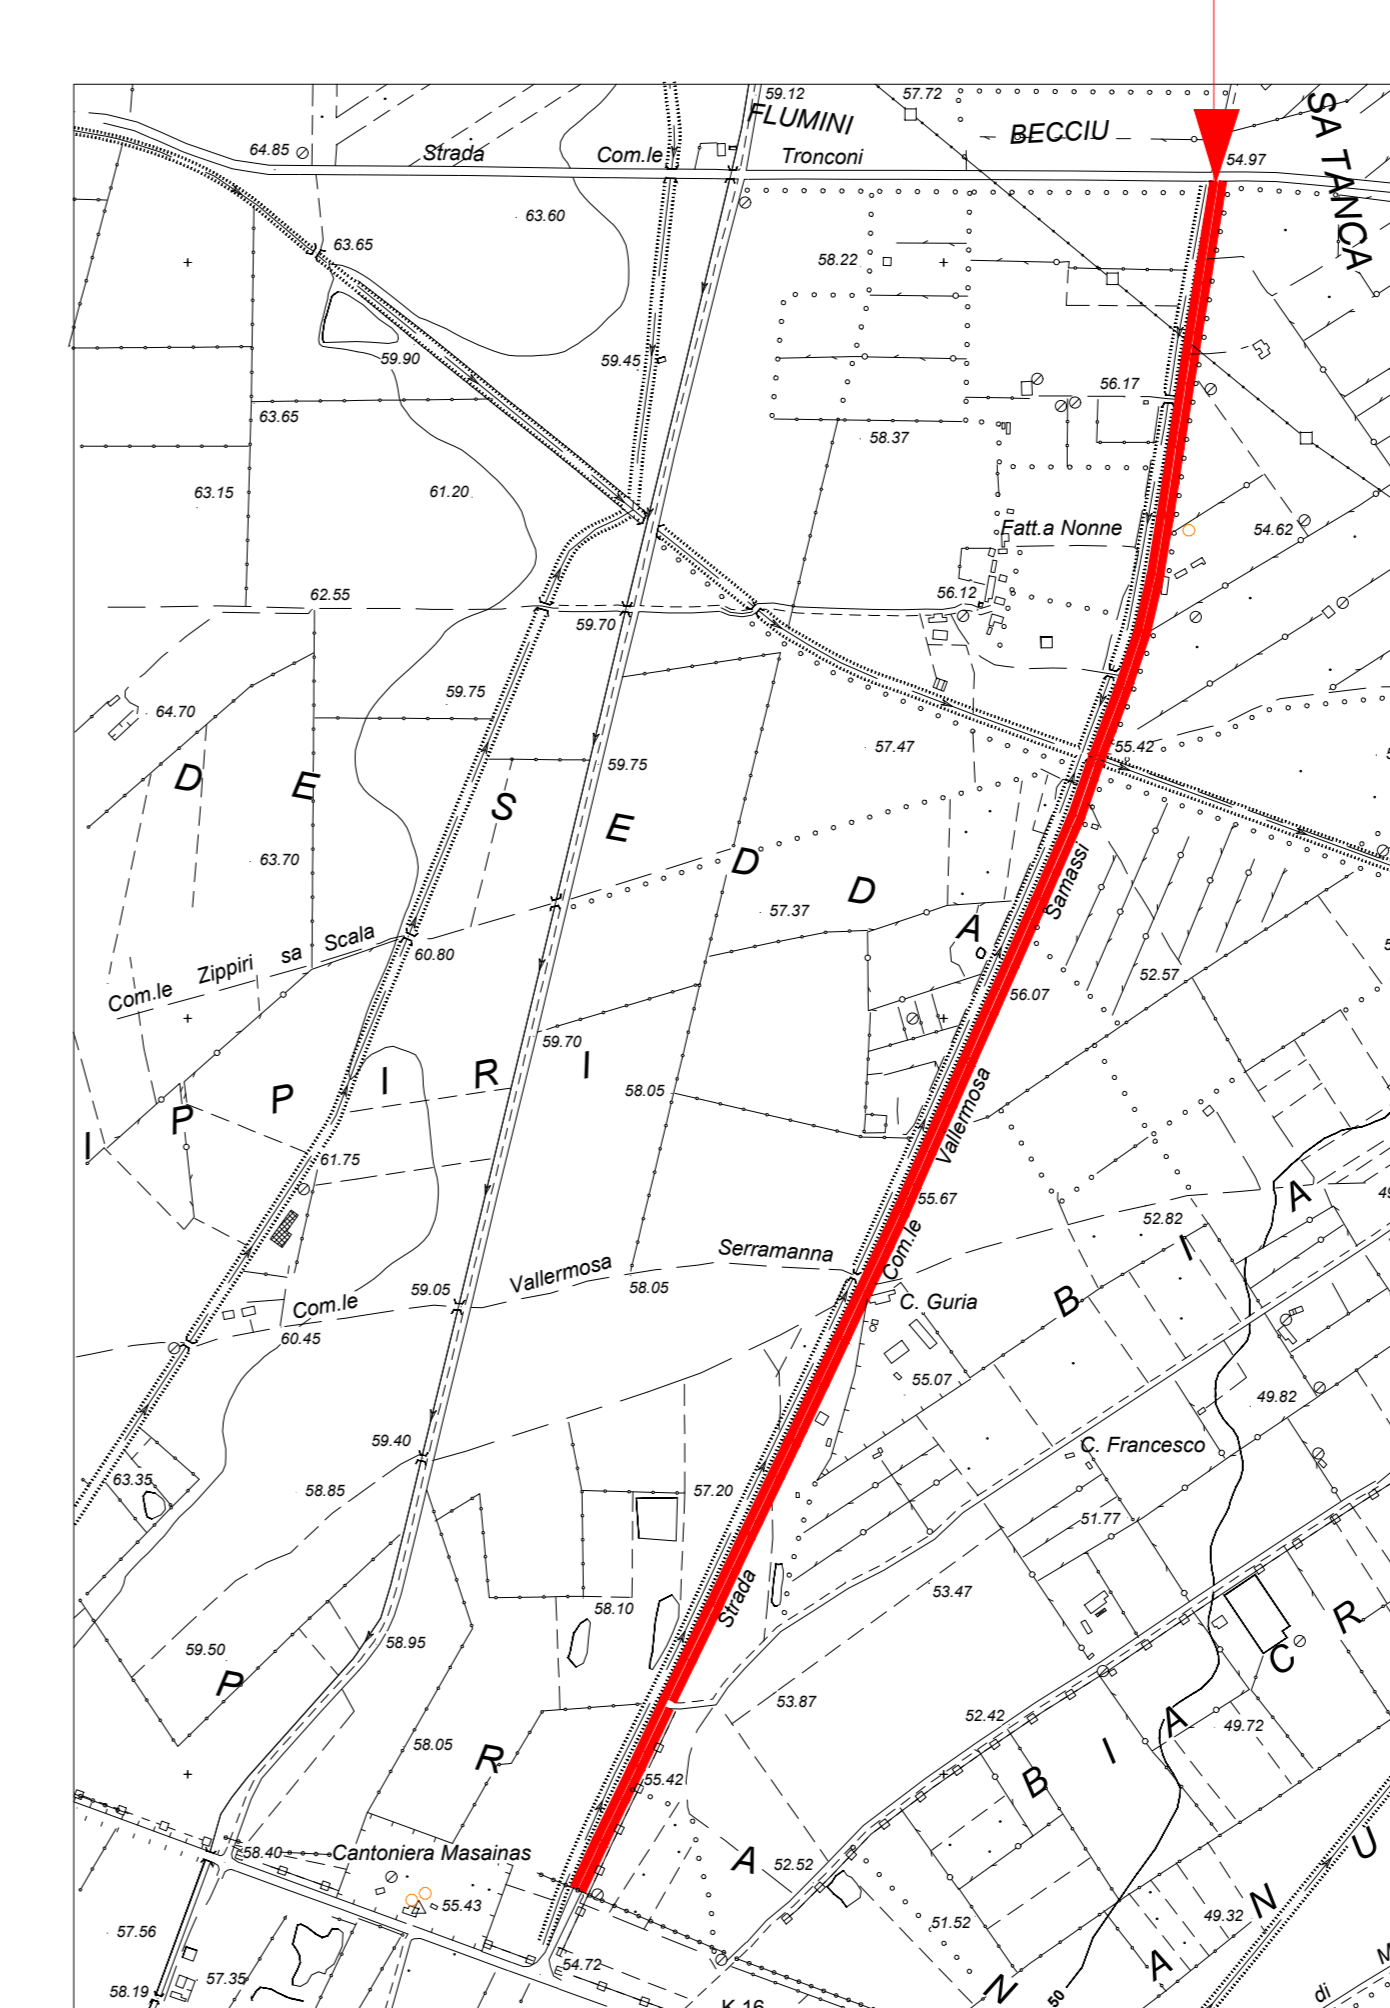 59.12
57.72
FLUMINI
BECCIU
SA TANCA
64.85
Strada
Com.le
Tronconi
54.97
63.60
63.65
58.22
59.90
59.45
56.17
63.65
58.37
63.15
61.20
Fatt.a Nonne
54.62
62.55
56.12
59.70
59.75
64.70
57.47
55.42
59.75
D E S E D D A
63.70
Samassi
57.37
Com.le Zippiri sa Scala
60.80
52.57
56.07
59.70
I P P I R I
58.05
Vallermosa
61.75
55.67
52.82
A
I
B
Com.le
Serramanna
Vallermosa
59.05
58.05
Com.le
C. Guria
60.45
55.07
49.82
59.40
C. Francesco
63.35
58.85
57.20
51.77
Strada
53.47
58.10
R
59.50
58.95
C
P
53.87
52.42
A
49.72
58.05
R
I
55.42
B
U
58.40
Cantoniera Masainas
A
52.52
55.43
N
57.56
51.52
49.32
54.72
A
57.35
58.19
N
50
di
K 16